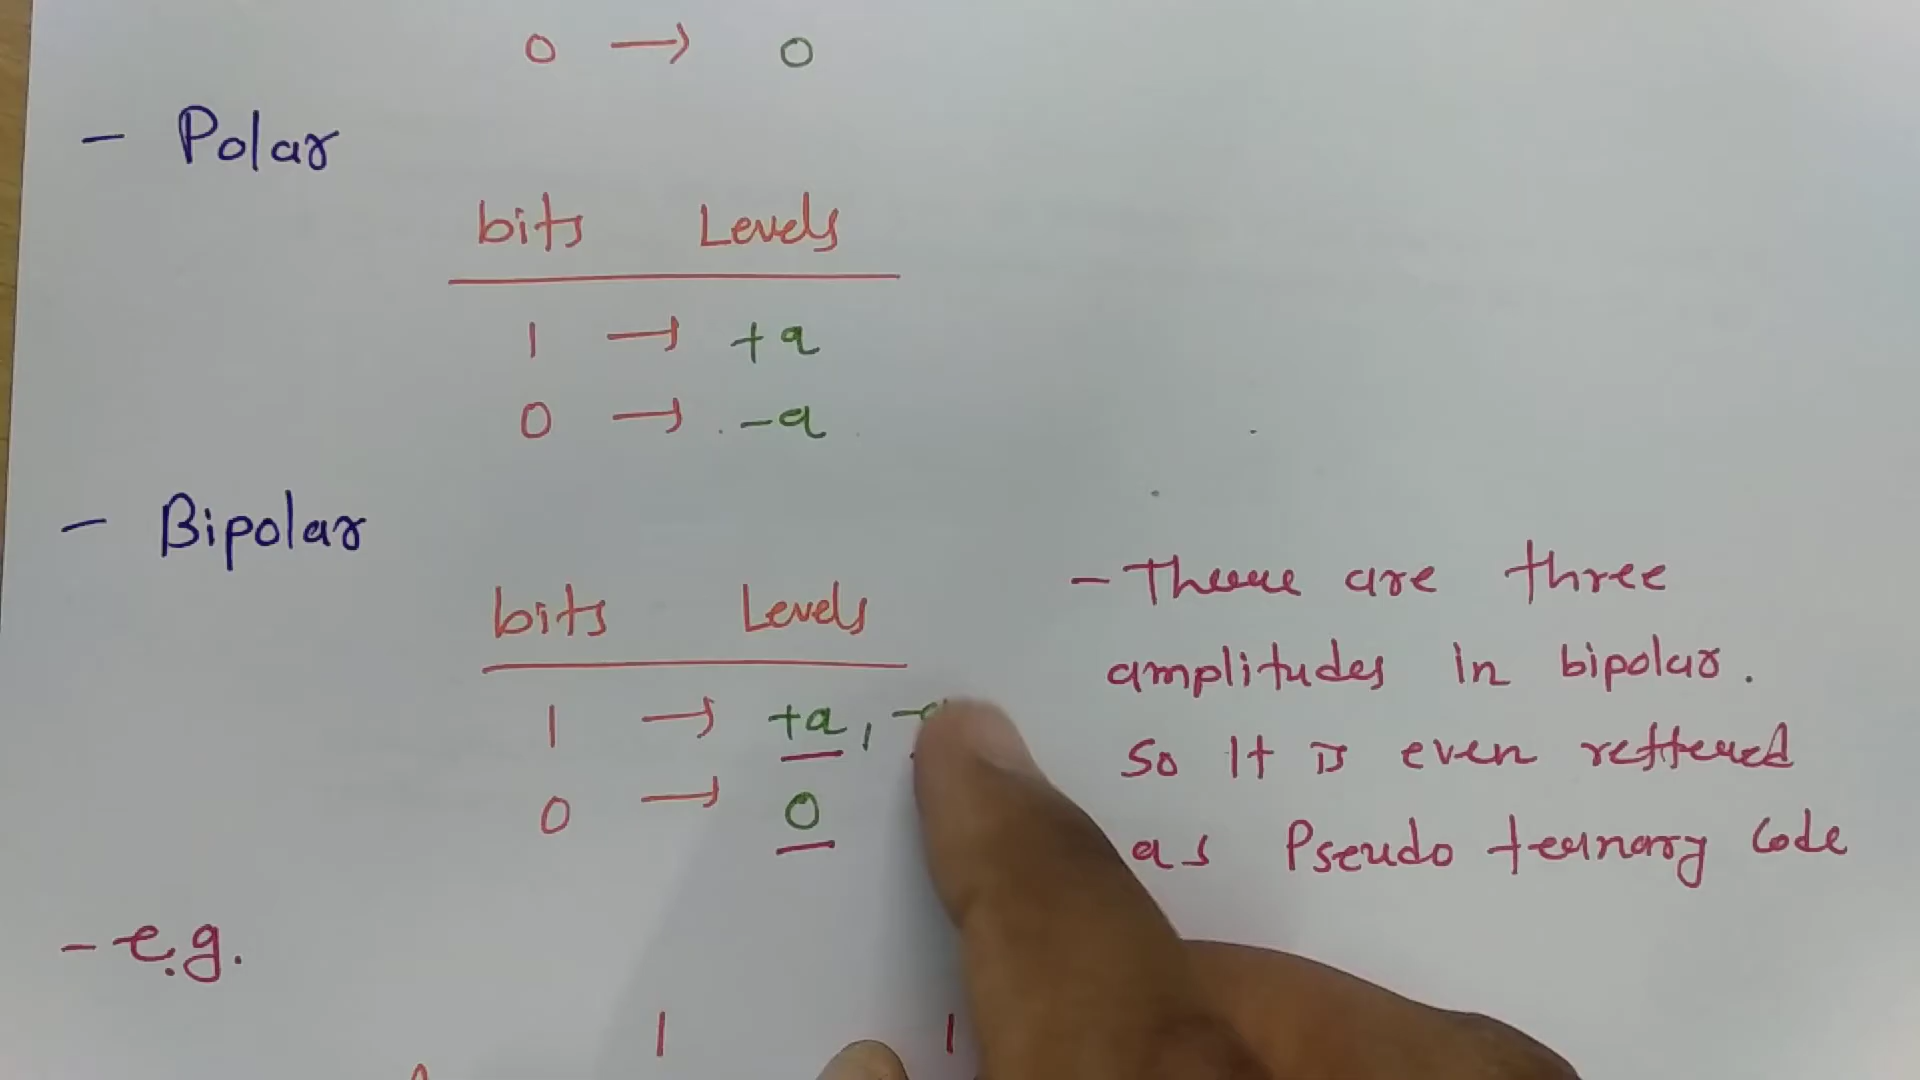 0 → 0
- Polar
bits Levels
1 → +a
0 → -a
- Bipolar
bits Levels
1 → +a, -a
0 → 0
- There are three
amplitudes in bipolar.
So It is even reffered
as Pseudo ternary Code
- e.g.
1 1